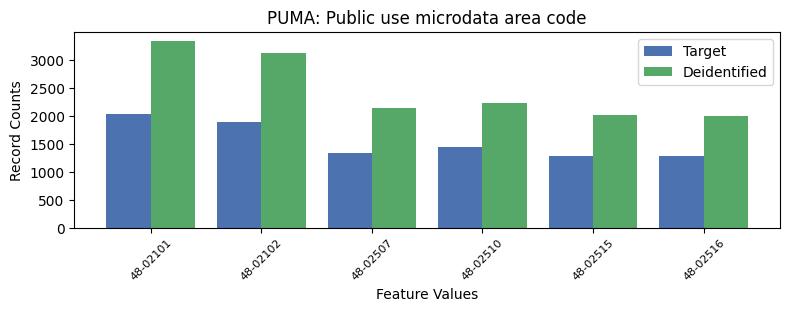 PUMA: Public use microdata area code
Target
Deidentified
Record Counts
3000
2500
2000
1500
1000
500
0
48-02101
48-02102
48-02507
48-02510
48-02515
48-02516
Feature Values